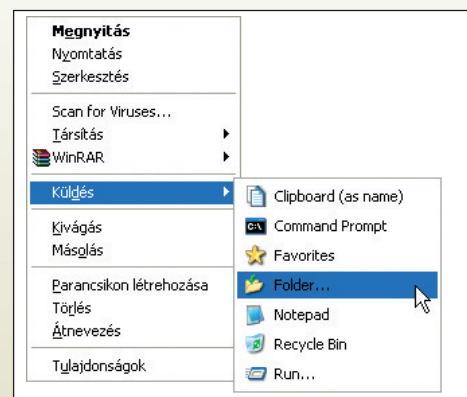 Megnyitás
Nyomtatás
Szerkesztés
Scan for Viruses...
Társítás
WinRAR
Küldés
Kivágás
Másolás
Parancsikon létrehozása
Törlés
Átnevezés
Tulajdonságok
Clipboard (as name)
C:\
Command Prompt
Favorites
Folder...
Notepad
Recycle Bin
Run...